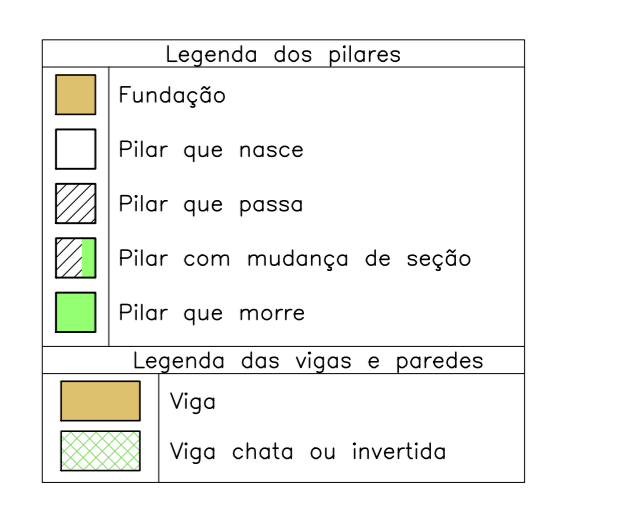 Legenda dos pilares
Fundação
Pilar que nasce
Pilar que passa
Pilar com mudança de seção
Pilar que morre
Legenda das vigas e paredes
Viga
Viga chata ou invertida